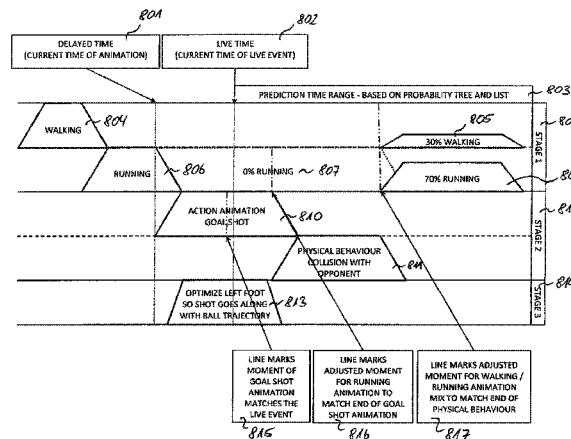 801
802
DELAYED TIME
(CURRENT TIME OF ANIMATION)
LIVE TIME
(CURRENT TIME OF LIVE EVENT)
PREDICTION TIME RANGE - BASED ON PROBABILITY TREE AND LIST
803
WALKING
804
805
30% WALKING
STAGE 1
RUNNING
806
0% RUNNING
807
70% RUNNING
ACTION ANIMATION
GOALSHOT
810
STAGE 2
PHYSICAL BEHAVIOUR
COLLISION WITH
OPPONENT
811
OPTIMIZE LEFT FOOT
SO SHOT GOES ALONG
WITH BALL TRAJECTORY
813
STAGE 3
LINE MARKS
MOMENT OF
GOAL SHOT
ANIMATION
MATCHES THE
LIVE EVENT
815
LINE MARKS
ADJUSTED MOMENT
FOR RUNNING
ANIMATION TO
MATCH END OF GOAL
SHOT ANIMATION
816
LINE MARKS ADJUSTED
MOMENT FOR WALKING /
RUNNING ANIMATION
MIX TO MATCH END OF
PHYSICAL BEHAVIOUR
817